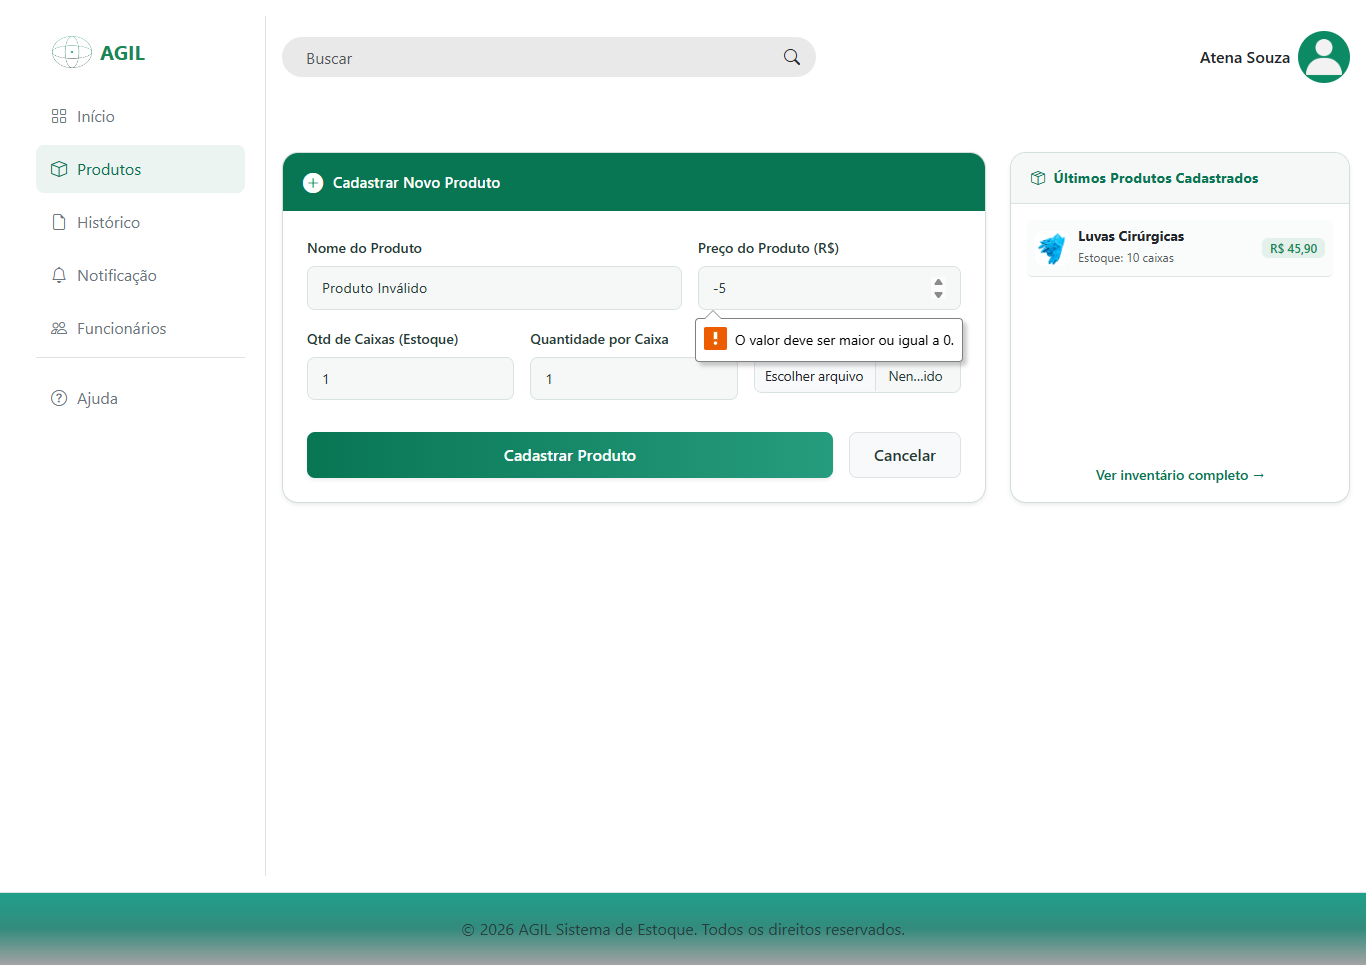 AGIL
Início
Produtos
Histórico
Notificação
Funcionários
Ajuda
Buscar
Atena Souza
Cadastrar Novo Produto
Nome do Produto
Produto Inválido
Preço do Produto (R$)
-5
O valor deve ser maior ou igual a 0.
Qtd de Caixas (Estoque)
1
Quantidade por Caixa
1
Escolher arquivo
Nen...ido
Cadastrar Produto
Cancelar
Últimos Produtos Cadastrados
Luvas Cirúrgicas
Estoque: 10 caixas
R$ 45,90
Ver inventário completo →
© 2026 AGIL Sistema de Estoque. Todos os direitos reservados.